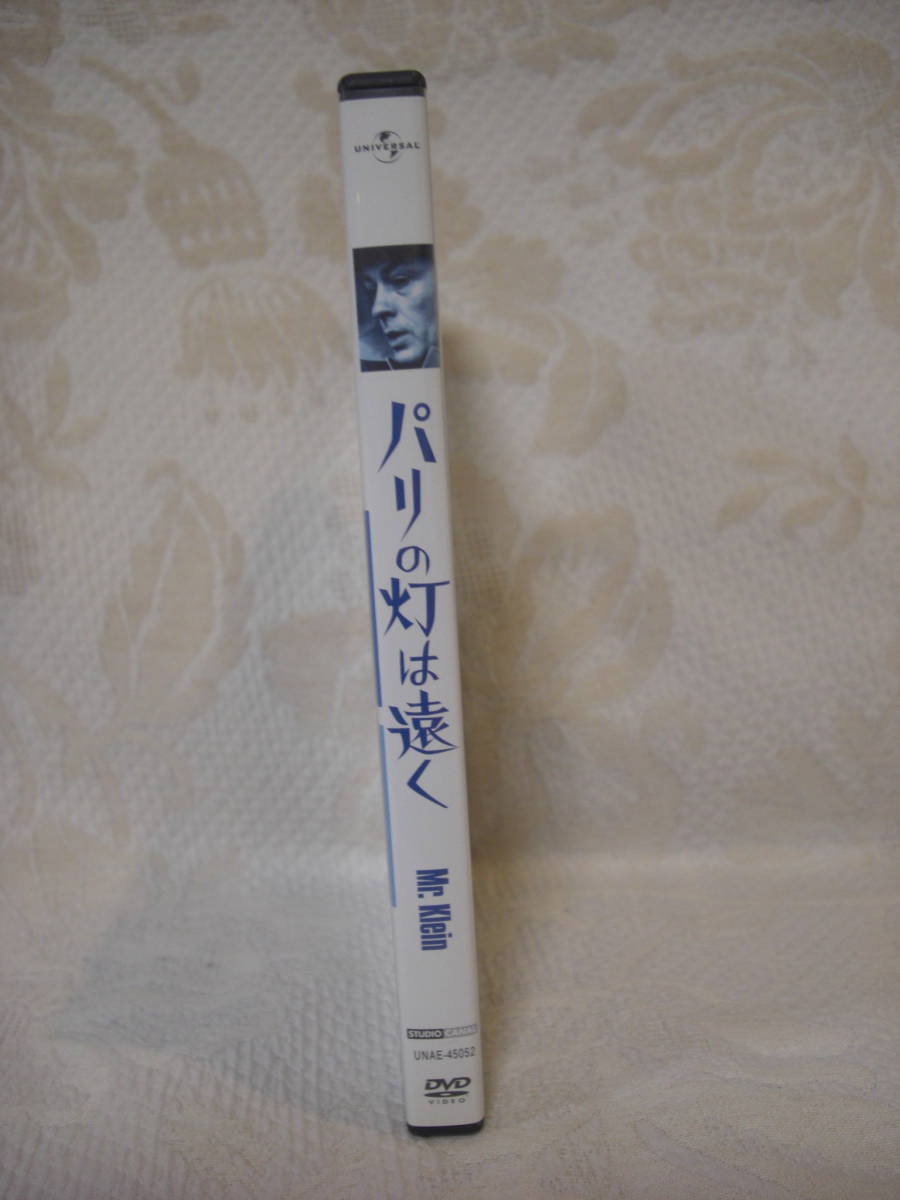 UNIVERSAL
パリの灯は遠く
Mr. Klein
STUDIO CANAL
UNAE-45052
DVD
VIDEO